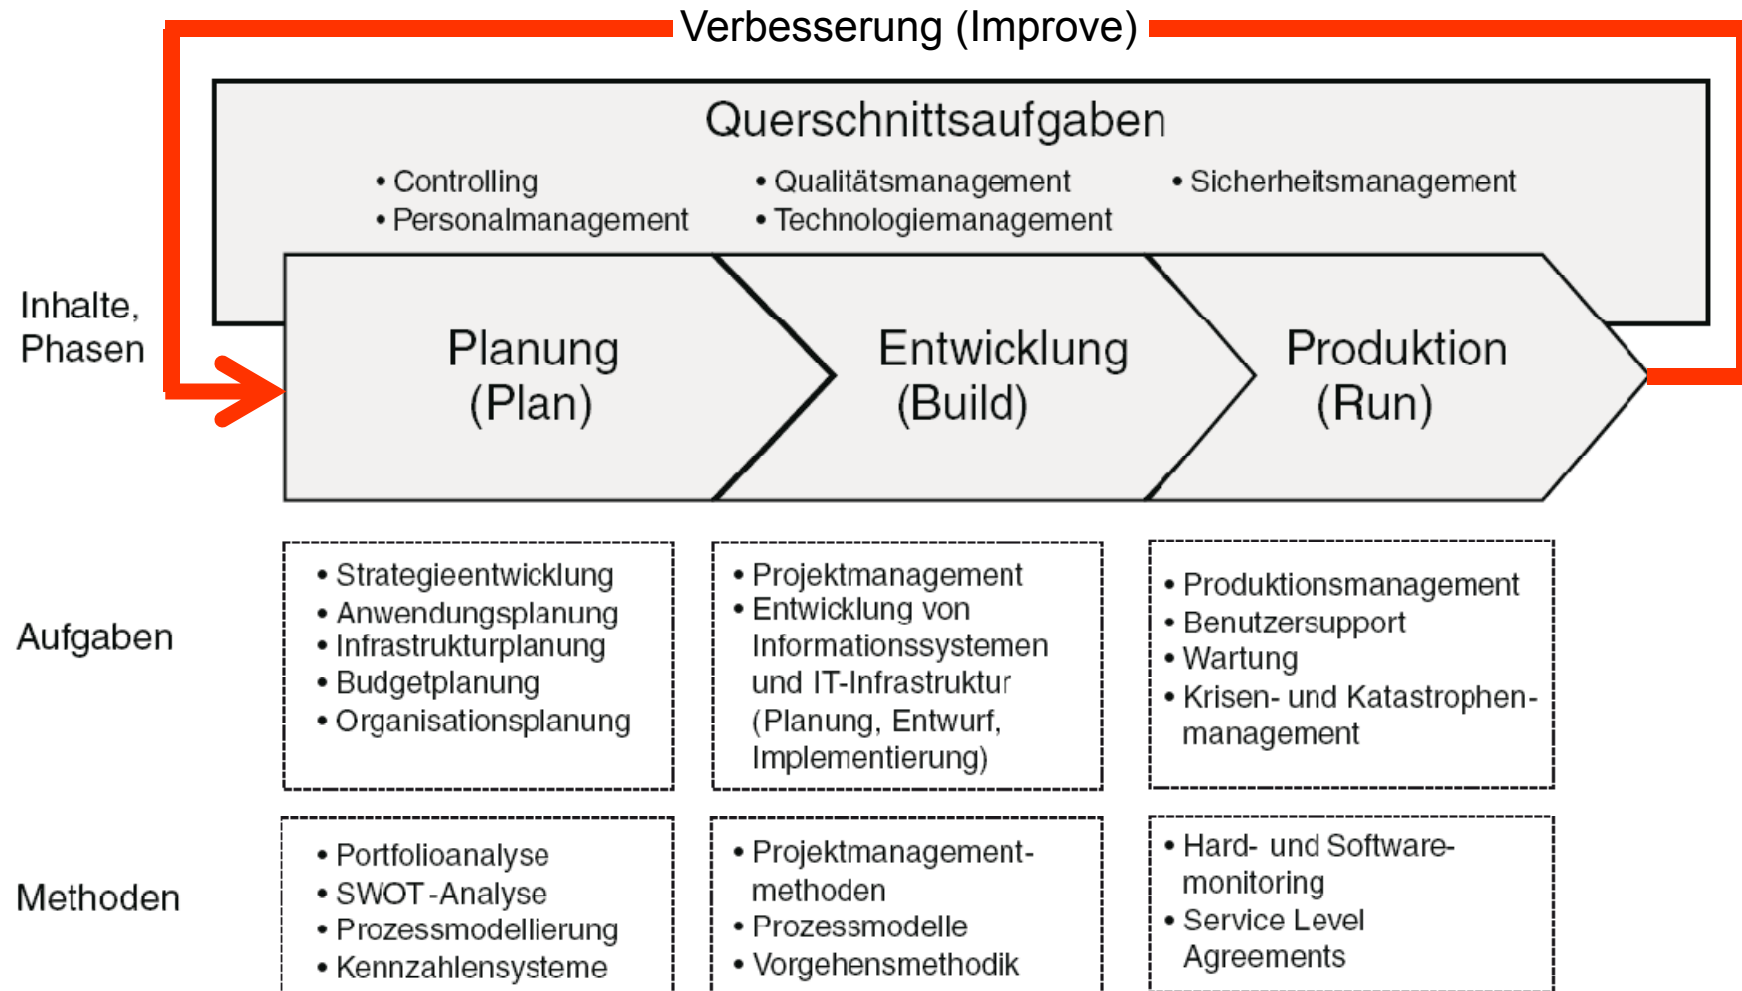 Verbesserung (Improve)
Querschnittsaufgaben
• Controlling
• Personalmanagement
• Qualitätsmanagement
• Technologiemanagement
• Sicherheitsmanagement
Inhalte,
Phasen
Planung
(Plan)
Entwicklung
(Build)
Produktion
(Run)
Aufgaben
• Strategieentwicklung
• Anwendungsplanung
• Infrastrukturplanung
• Budgetplanung
• Organisationsplanung
• Projektmanagement
• Entwicklung von
Informationssystemen
und IT-Infrastruktur
(Planung, Entwurf,
Implementierung)
• Produktionsmanagement
• Benutzersupport
• Wartung
• Krisen- und Katastrophen-
management
Methoden
• Portfolioanalyse
• SWOT-Analyse
• Prozessmodellierung
• Kennzahlensysteme
• Projektmanagement-
methoden
• Prozessmodelle
• Vorgehensmethodik
• Hard- und Software-
monitoring
• Service Level
Agreements